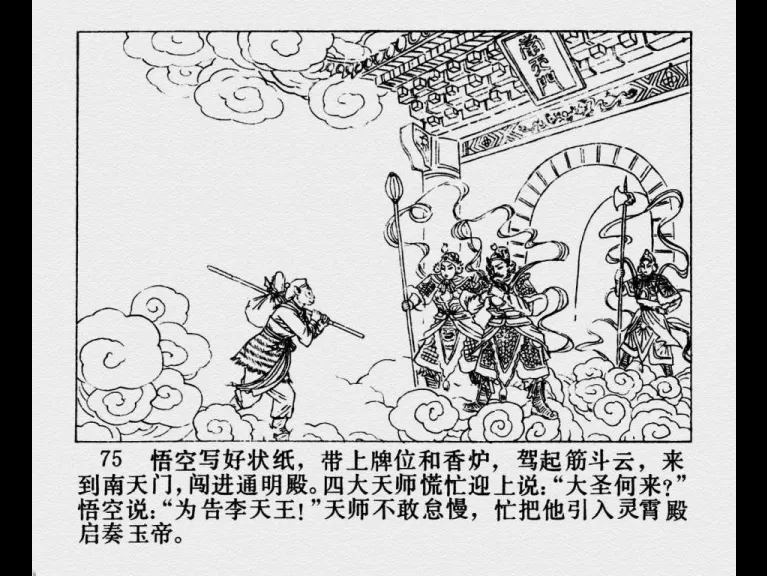 南天門
75 悟空写好状纸，带上牌位和香炉，驾起筋斗云，来
到南天门，闯进通明殿。四大天师慌忙迎上说：“大圣何来？”
悟空说：“为告李天王！”天师不敢怠慢，忙把他引入灵霄殿
启奏玉帝。